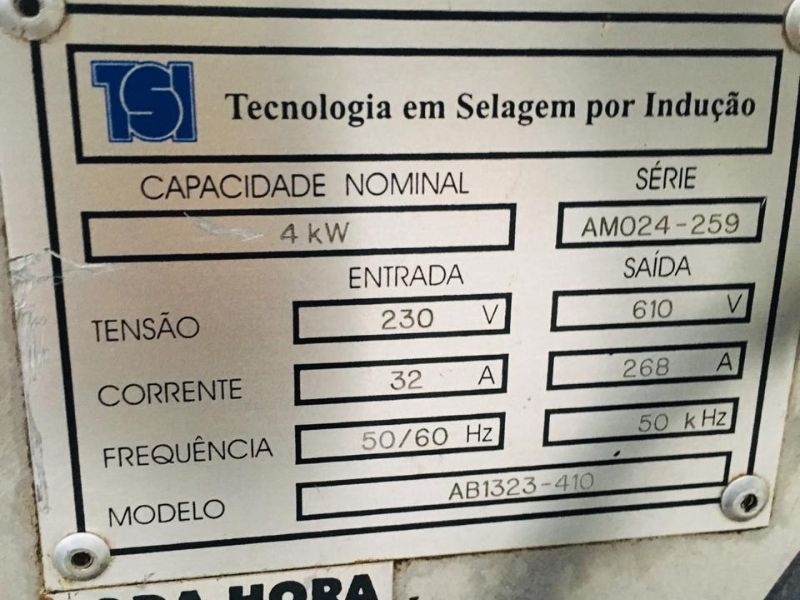 TSI Tecnologia em Selagem por Indução
CAPACIDADE NOMINAL SÉRIE
4 kW AM024-259
ENTRADA SAÍDA
TENSÃO 230 V 610 V
CORRENTE 32 A 268 A
FREQUÊNCIA 50/60 Hz 50 kHz
MODELO AB1323-410
HORA